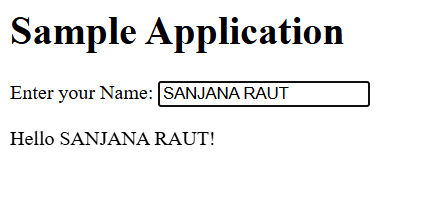 Sample Application
Enter your Name: SANJANA RAUT
Hello SANJANA RAUT!